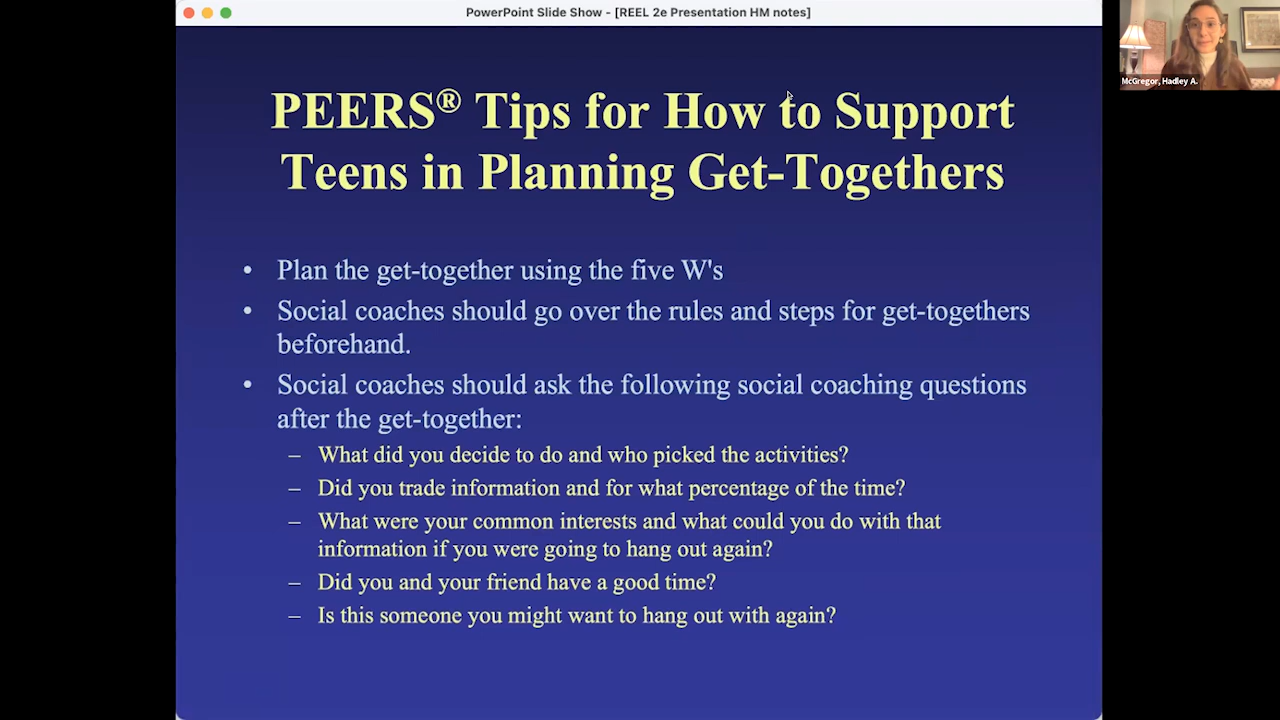 PowerPoint Slide Show - [REEL 2e Presentation HM notes]
McGregor, Hadley A.
PEERS® Tips for How to Support
Teens in Planning Get-Togethers
• Plan the get-together using the five W's
• Social coaches should go over the rules and steps for get-togethers
beforehand.
• Social coaches should ask the following social coaching questions
after the get-together:
– What did you decide to do and who picked the activities?
– Did you trade information and for what percentage of the time?
– What were your common interests and what could you do with that
information if you were going to hang out again?
– Did you and your friend have a good time?
– Is this someone you might want to hang out with again?